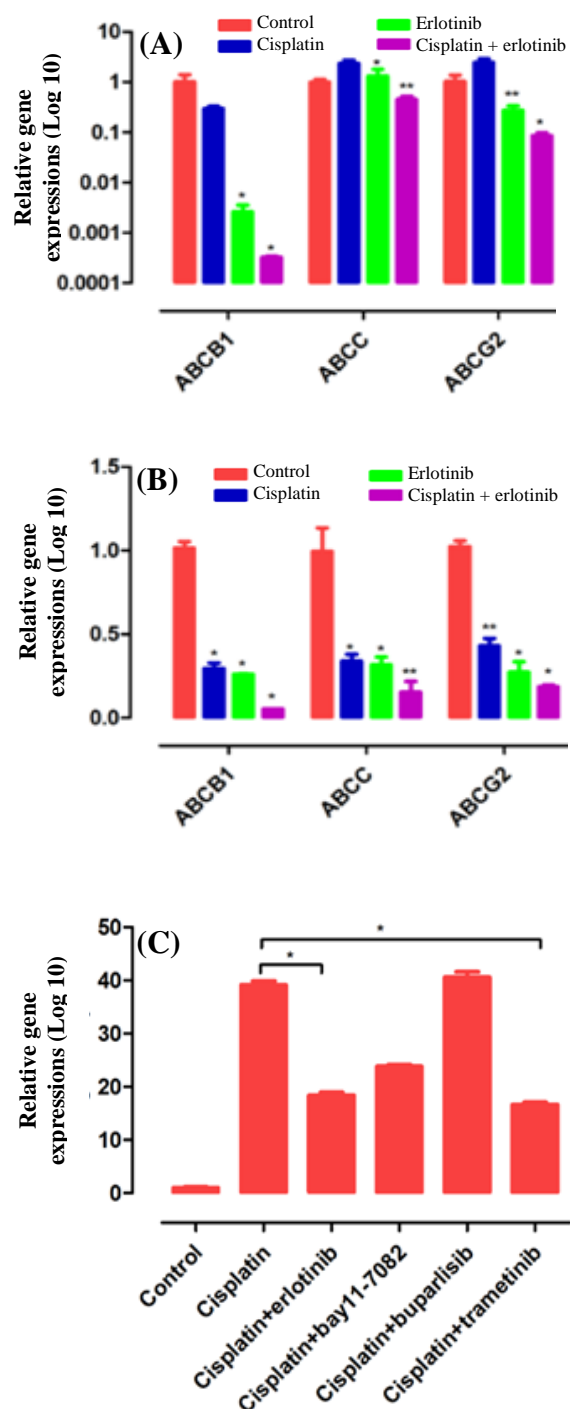 (A)
Control
Erlotinib
Cisplatin
Cisplatin + erlotinib
Relative gene
expressions (Log 10)
10
1
0.1
0.01
0.001
0.0001
*
*
*
**
**
*
ABCB1
ABCC
ABCG2
(B)
Control
Erlotinib
Cisplatin
Cisplatin + erlotinib
Relative gene
expressions (Log 10)
1.5
1.0
0.5
0.0
*
*
*
*
*
**
**
*
*
ABCB1
ABCC
ABCG2
(C)
Relative gene
expressions (Log 10)
50
40
30
20
10
0
*
*
Control
Cisplatin
Cisplatin+erlotinib
Cisplatin+bay11-7082
Cisplatin+buparlisib
Cisplatin+trametinib